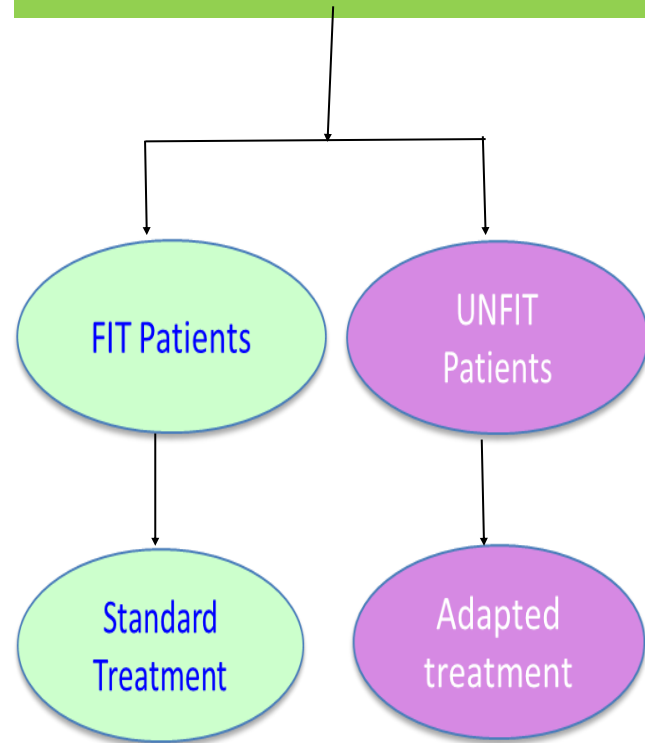 FIT Patients
UNFIT
Patients
Standard
Treatment
Adapted
treatment